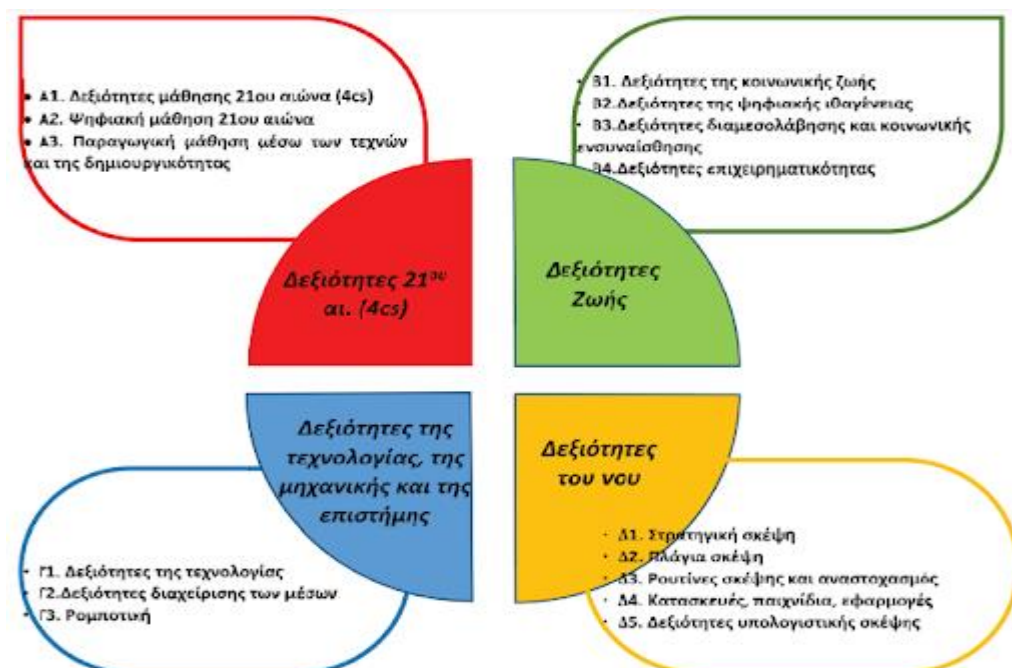 • Α1. Δεξιότητες μάθησης 21ου αιώνα (4cs)
• Α2. Ψηφιακή μάθηση 21ου αιώνα
• Α3. Παραγωγική μάθηση μέσω των τεχνών
και της δημιουργικότητας
· Β1. Δεξιότητες της κοινωνικής ζωής
· Β2.Δεξιότητες της ψηφιακής ιθαγένειας
· Β3.Δεξιότητες διαμεσολάβησης και κοινωνικής
ενσυναίσθησης
Β4.Δεξιότητες επιχειρηματικότητας
Δεξιότητες 21ου
αι. (4cs)
Δεξιότητες
Ζωής
Δεξιότητες της
τεχνολογίας, της
μηχανικής και της
επιστήμης
Δεξιότητες
του νου
· Γ1. Δεξιότητες της τεχνολογίας
· Γ2.Δεξιότητες διαχείρισης των μέσων
· Γ3. Ρομποτική
· Δ1. Στρατηγική σκέψη
· Δ2. Πλάγια σκέψη
· Δ3. Ρουτίνες σκέψης και αναστοχασμός
· Δ4. Κατασκευές, παιχνίδια, εφαρμογές
· Δ5. Δεξιότητες υπολογιστικής σκέψης